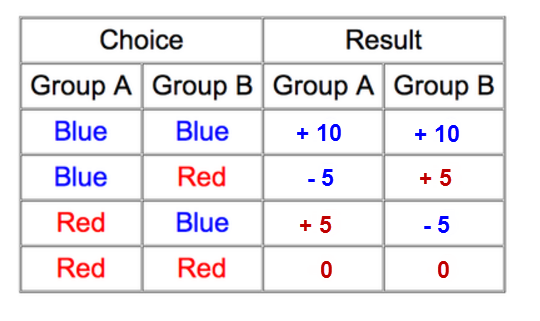 Choice Result
Group A Group B Group A Group B
Blue Blue + 10 + 10
Blue Red - 5 + 5
Red Blue + 5 - 5
Red Red 0 0